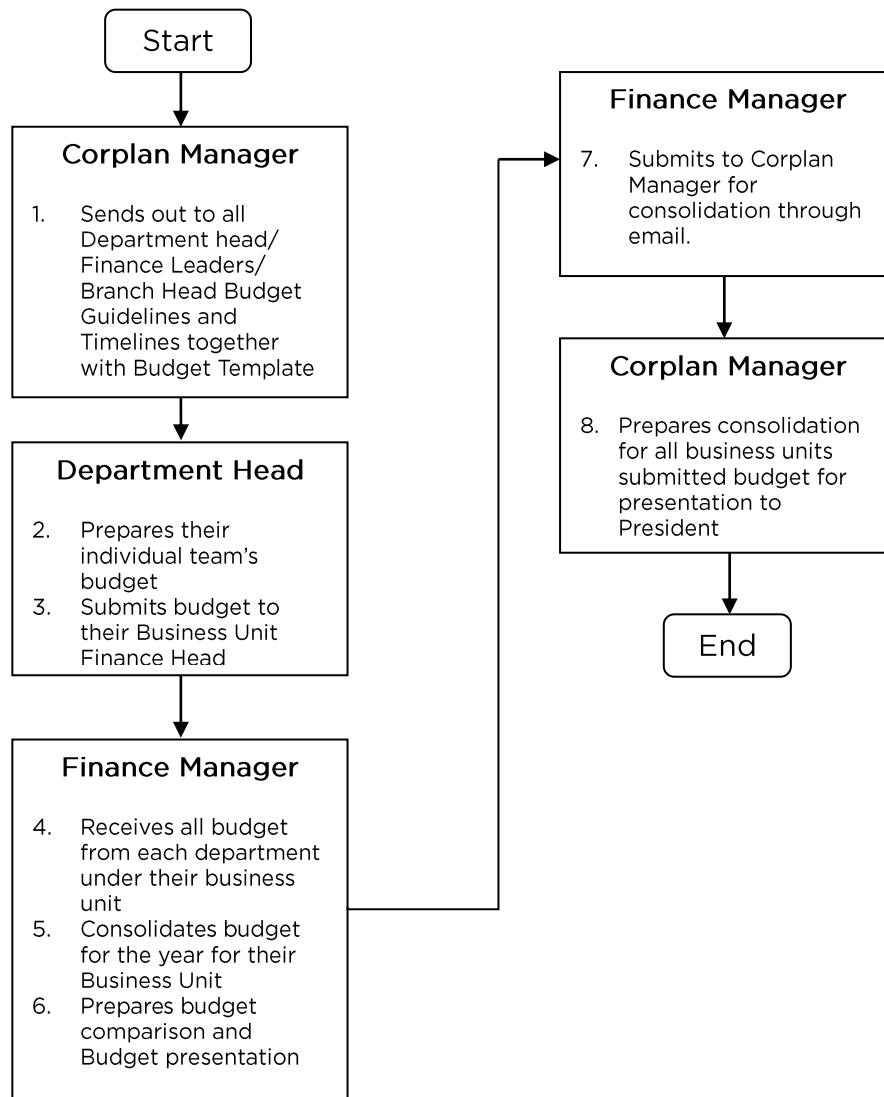 Start
Corplan Manager
1. Sends out to all
Department head/
Finance Leaders/
Branch Head Budget
Guidelines and
Timelines together
with Budget Template
Department Head
2. Prepares their
individual team's
budget
3. Submits budget to
their Business Unit
Finance Head
Finance Manager
4. Receives all budget
from each department
under their business
unit
5. Consolidates budget
for the year for their
Business Unit
6. Prepares budget
comparison and
Budget presentation
Finance Manager
7. Submits to Corplan
Manager for
consolidation through
email.
Corplan Manager
8. Prepares consolidation
for all business units
submitted budget for
presentation to
President
End